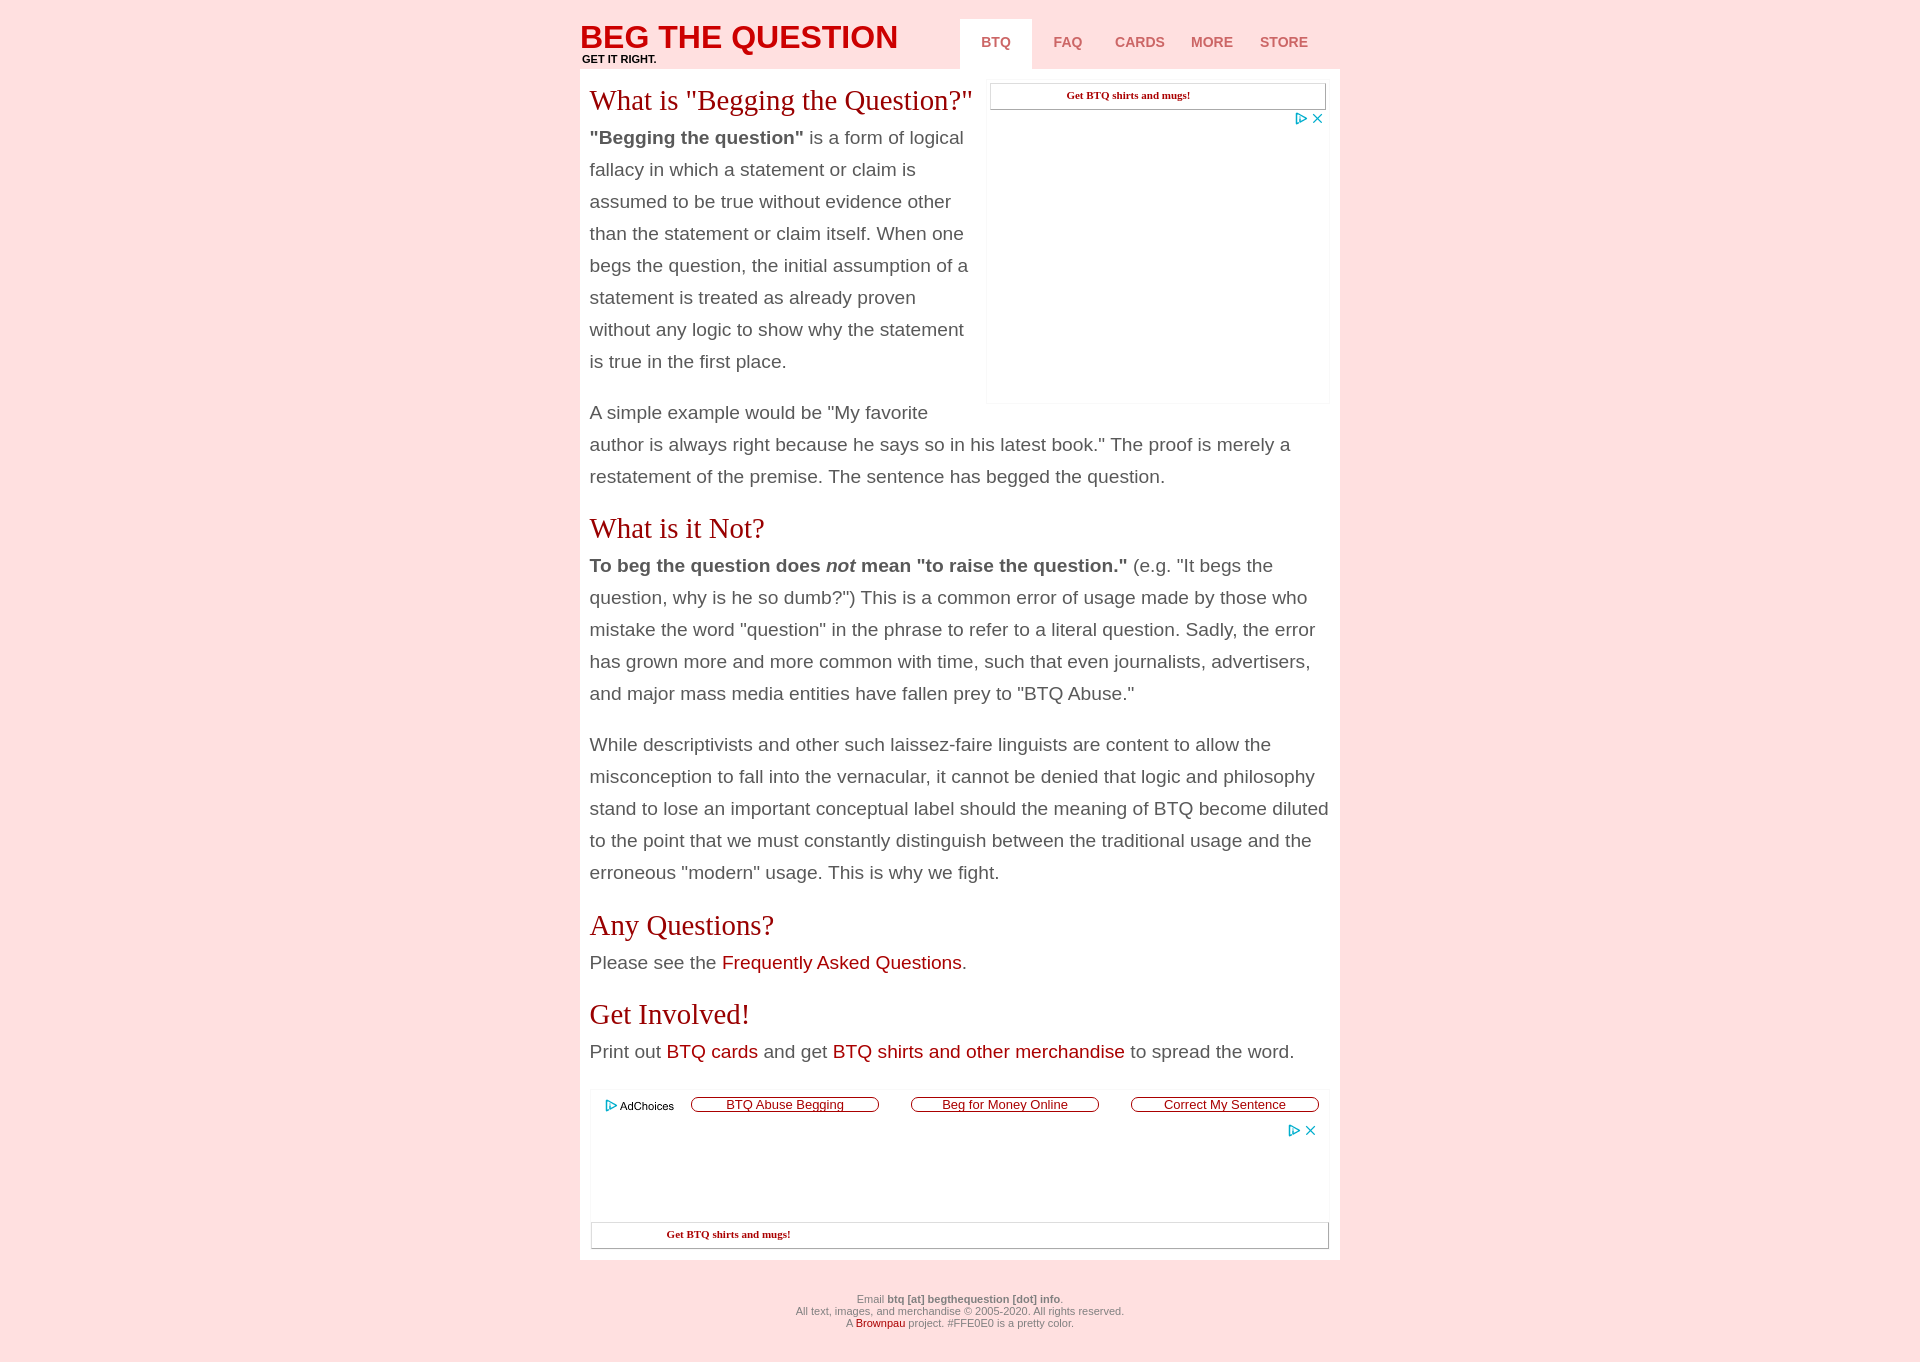 BEG THE QUESTION
GET IT RIGHT.
BTQ FAQ CARDS MORE STORE
What is "Begging the Question?"
"Begging the question" is a form of logical
fallacy in which a statement or claim is
assumed to be true without evidence other
than the statement or claim itself. When one
begs the question, the initial assumption of a
statement is treated as already proven
without any logic to show why the statement
is true in the first place.
Get BTQ shirts and mugs!
A simple example would be "My favorite
author is always right because he says so in his latest book." The proof is merely a
restatement of the premise. The sentence has begged the question.
What is it Not?
To beg the question does not mean "to raise the question." (e.g. "It begs the
question, why is he so dumb?") This is a common error of usage made by those who
mistake the word "question" in the phrase to refer to a literal question. Sadly, the error
has grown more and more common with time, such that even journalists, advertisers,
and major mass media entities have fallen prey to "BTQ Abuse."
While descriptivists and other such laissez-faire linguists are content to allow the
misconception to fall into the vernacular, it cannot be denied that logic and philosophy
stand to lose an important conceptual label should the meaning of BTQ become diluted
to the point that we must constantly distinguish between the traditional usage and the
erroneous "modern" usage. This is why we fight.
Any Questions?
Please see the Frequently Asked Questions.
Get Involved!
Print out BTQ cards and get BTQ shirts and other merchandise to spread the word.
AdChoices BTQ Abuse Begging Beg for Money Online Correct My Sentence
Get BTQ shirts and mugs!
Email btq [at] begthequestion [dot] info.
All text, images, and merchandise © 2005-2020. All rights reserved.
A Brownpau project. #FFE0E0 is a pretty color.